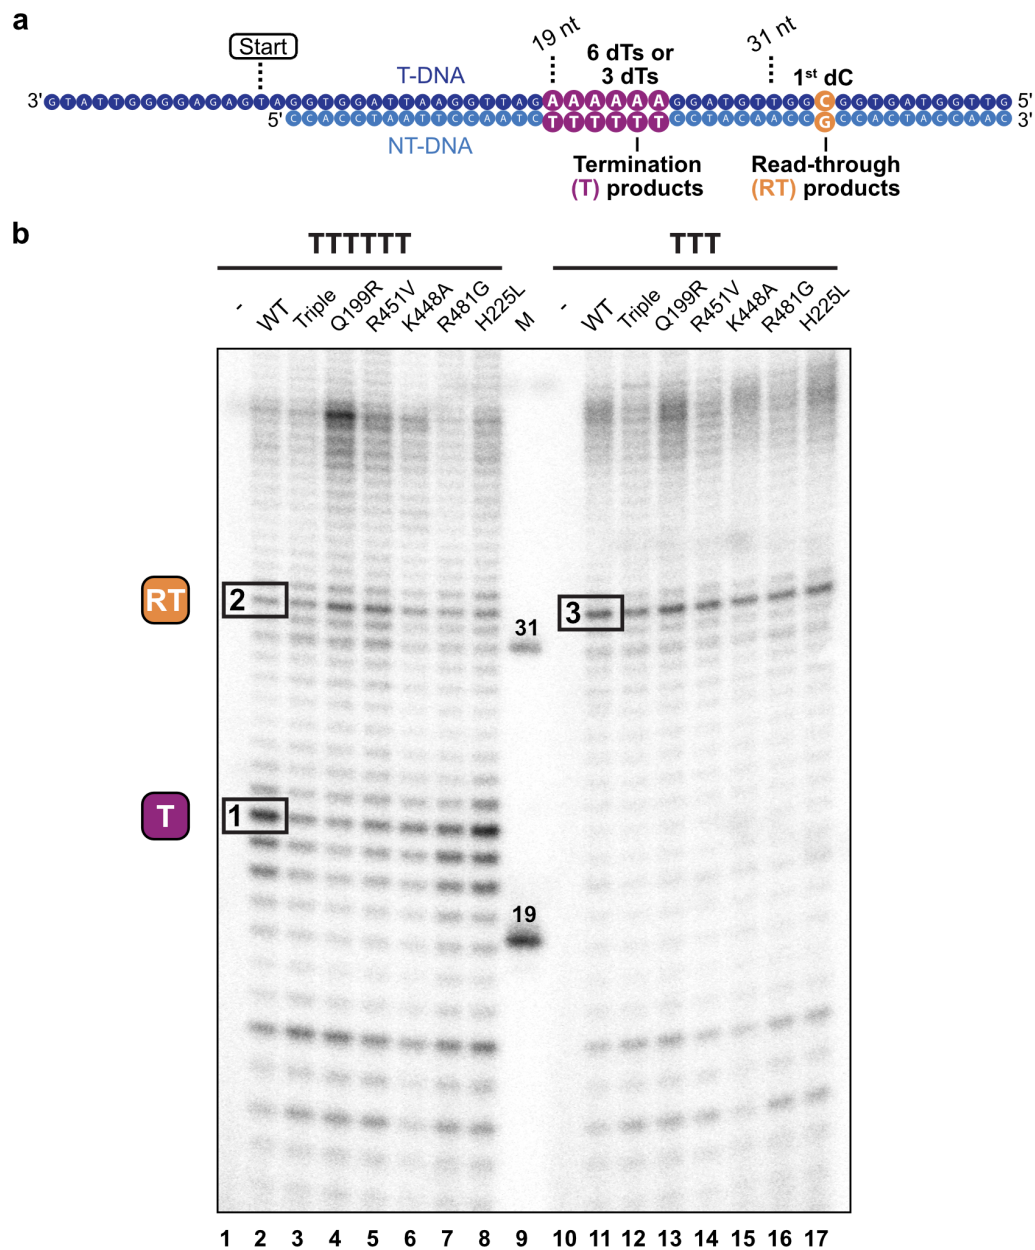 a
Start
19 nt
6 dTs or
3 dTs
31 nt
1st dC
T-DNA
3' GTATTGGGGAGAGTAGGTGGATTAAGGTTAGAAAAAAGGATGTTGGCGGTGATGGTTG 5'
5' CCACCTAATTCCAATCTTTTTTCCTACAACCGCCACTACCAAC 3'
NT-DNA
Termination
(T) products
Read-through
(RT) products
b
TTTTTT TTT
- WT Triple Q199R R451V K448A R481G H225L M - WT Triple Q199R R451V K448A R481G H225L
RT 2 3
31
T 1
19
1 2 3 4 5 6 7 8 9 10 11 12 13 14 15 16 17